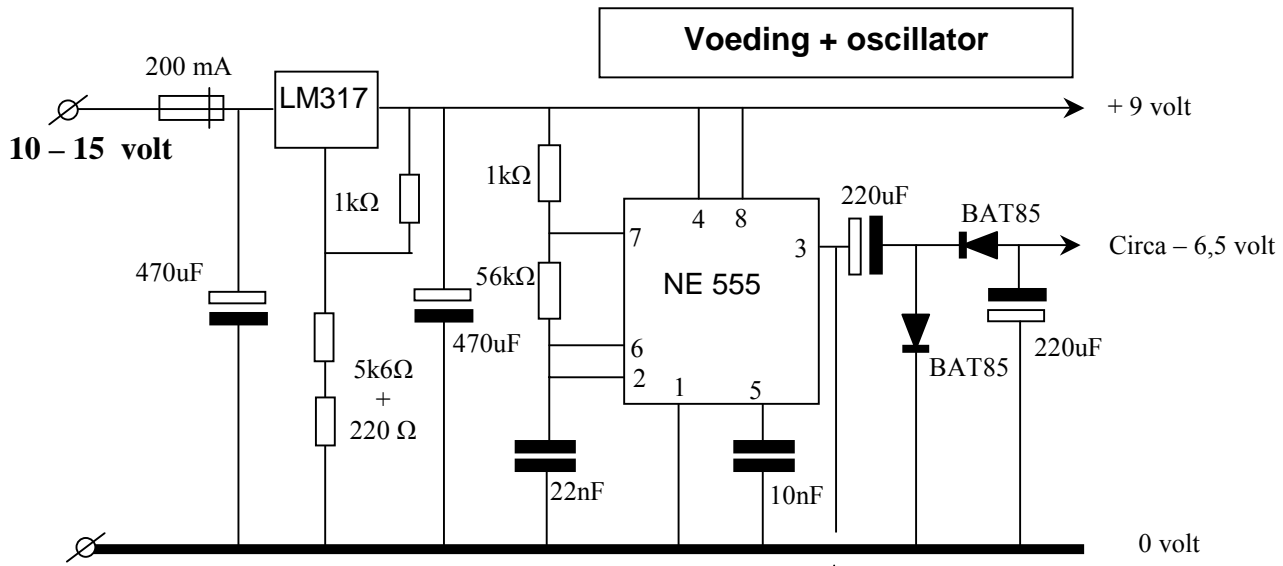 Voeding + oscillator
200 mA
LM317
+ 9 volt
10 – 15 volt
1kΩ
1kΩ
220uF
BAT85
4
8
7
3
Circa – 6,5 volt
470uF
56kΩ
NE 555
470uF
6
2
220uF
BAT85
5k6Ω
+
220 Ω
1
5
22nF
10nF
0 volt